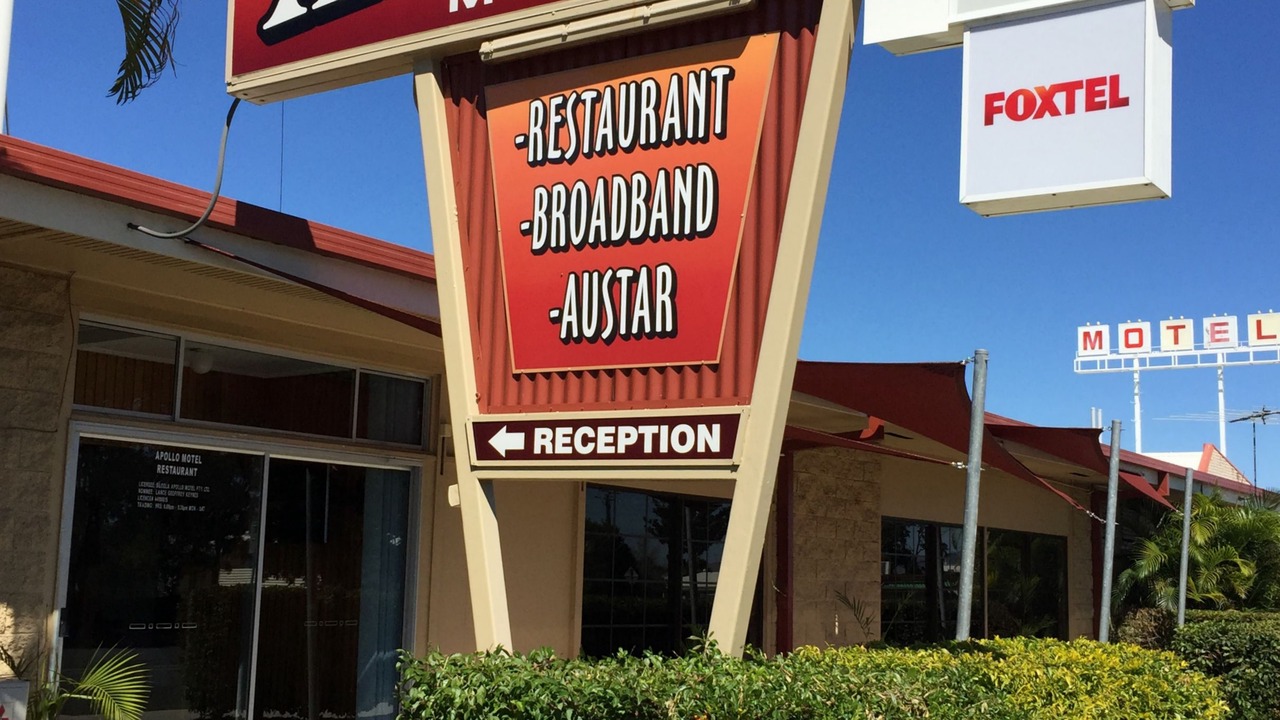 -RESTAURANT
-BROADBAND
-AUSTAR
RECEPTION
FOXTEL
MOTEL
APOLLO MOTEL
RESTAURANT